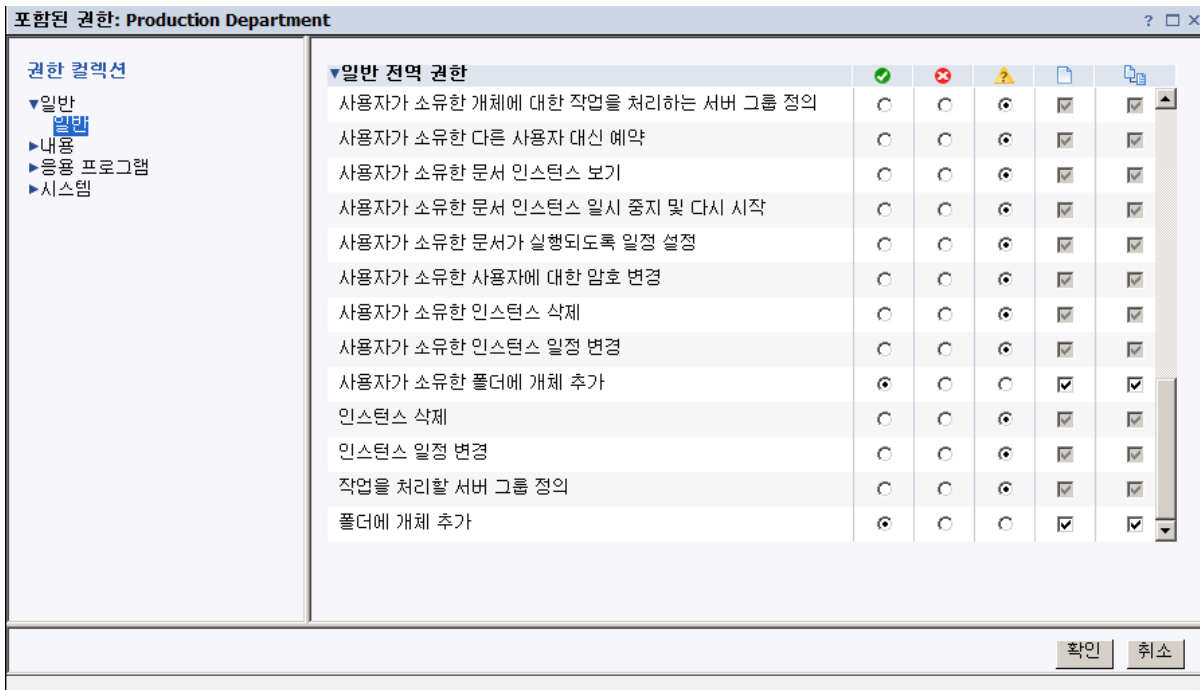 포함된 권한: Production Department
?
권한 컬렉션
▼일반
일반
▶내용
▶응용 프로그램
▶시스템
▼일반 전역 권한
사용자가 소유한 개체에 대한 작업을 처리하는 서버 그룹 정의
사용자가 소유한 다른 사용자 대신 예약
사용자가 소유한 문서 인스턴스 보기
사용자가 소유한 문서 인스턴스 일시 중지 및 다시 시작
사용자가 소유한 문서가 실행되도록 일정 설정
사용자가 소유한 사용자에 대한 암호 변경
사용자가 소유한 인스턴스 삭제
사용자가 소유한 인스턴스 일정 변경
사용자가 소유한 폴더에 개체 추가
인스턴스 삭제
인스턴스 일정 변경
작업을 처리할 서버 그룹 정의
폴더에 개체 추가
확인
취소